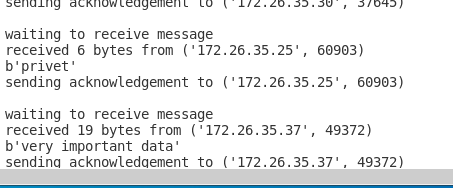 sending acknowledgement to ('172.26.35.30', 37645)
waiting to receive message
received 6 bytes from ('172.26.35.25', 60903)
b'privet'
sending acknowledgement to ('172.26.35.25', 60903)
waiting to receive message
received 19 bytes from ('172.26.35.37', 49372)
b'very important data'
sending acknowledgement to ('172.26.35.37', 49372)